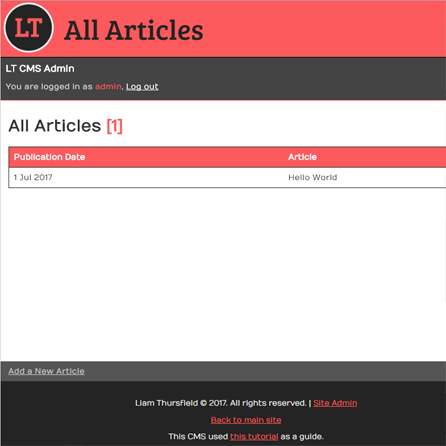 LT All Articles
LT CMS Admin
You are logged in as admin. Log out
All Articles [1]
Publication Date Article
1 Jul 2017 Hello World
Add a New Article
Liam Thursfield © 2017. All rights reserved. | Site Admin
Back to main site
This CMS used this tutorial as a guide.